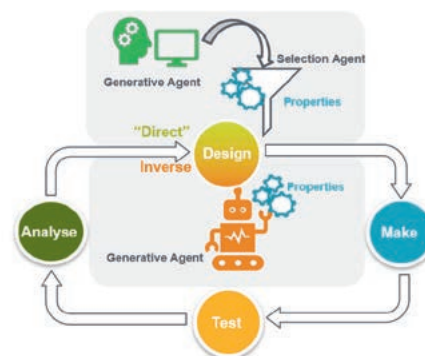 Generative Agent
Selection Agent
Properties
"Direct"
Inverse
Design
Properties
Analyse
Make
Generative Agent
Test